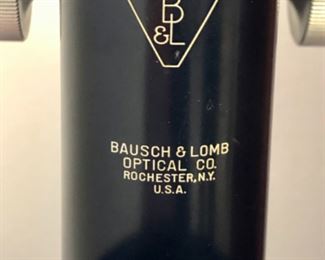 B
&L
BAUSCH & LOMB
OPTICAL CO.
ROCHESTER, N.Y.
U.S.A.